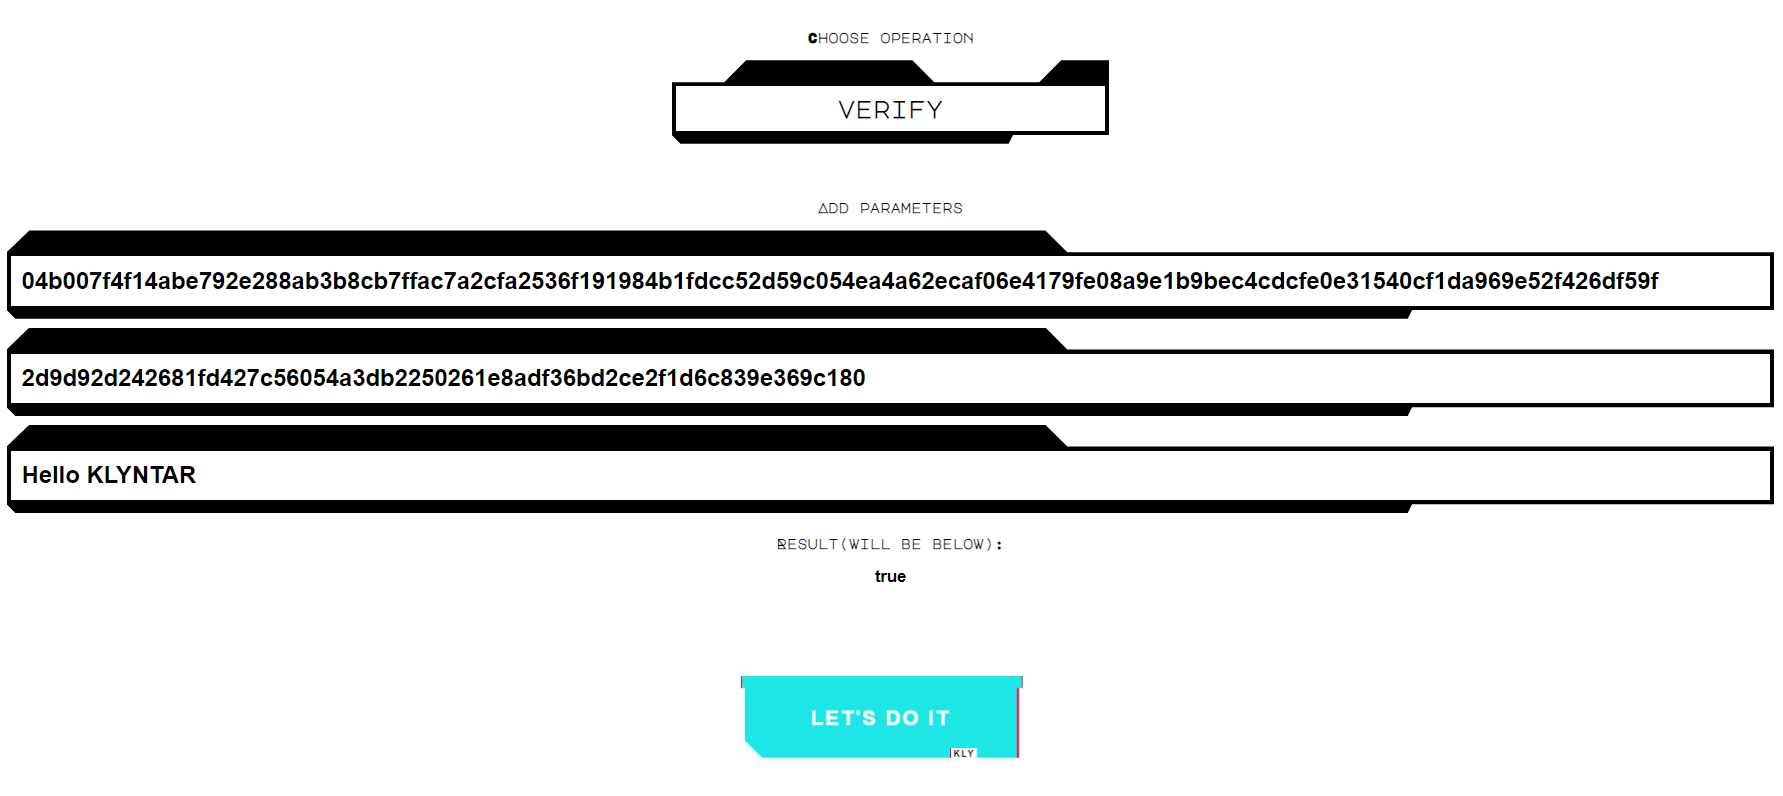 CHOOSE OPERATION
VERIFY
ADD PARAMETERS
04b007f4f14abe792e288ab3b8cb7ffac7a2cfa2536f191984b1fdcc52d59c054ea4a62ecaf06e4179fe08a9e1b9bec4cdcfe0e31540cf1da969e52f426df59f
2d9d92d242681fd427c56054a3db2250261e8adf36bd2ce2f1d6c839e369c180
Hello KLYNTAR
RESULT(WILL BE BELOW):
true
LET'S DO IT
KLY